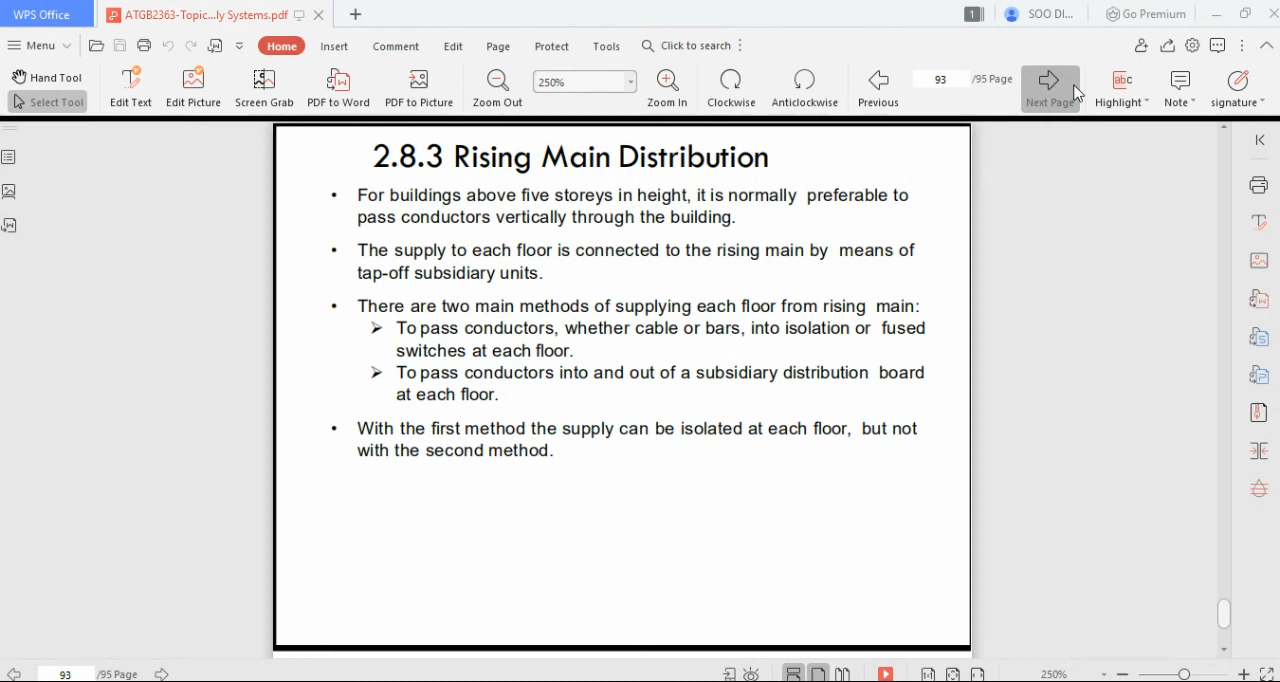 WPS Office
ATGB2363-Topic...ly Systems.pdf
1
SOO DI...
Go Premium
Menu
Home
Insert
Comment
Edit
Page
Protect
Tools
Click to search
Hand Tool
Select Tool
Edit Text
Edit Picture
Screen Grab
PDF to Word
PDF to Picture
Zoom Out
250%
Zoom In
Clockwise
Anticlockwise
Previous
93 /95 Page
Next Page
abc
Highlight
Note
signature
2.8.3 Rising Main Distribution
• For buildings above five storeys in height, it is normally preferable to
pass conductors vertically through the building.
• The supply to each floor is connected to the rising main by means of
tap-off subsidiary units.
• There are two main methods of supplying each floor from rising main:
➢ To pass conductors, whether cable or bars, into isolation or fused
switches at each floor.
➢ To pass conductors into and out of a subsidiary distribution board
at each floor.
• With the first method the supply can be isolated at each floor, but not
with the second method.
93 /95 Page
250%